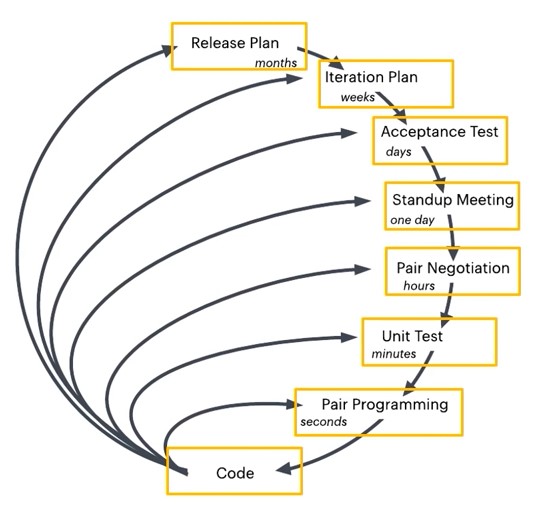 Release Plan
months
Iteration Plan
weeks
Acceptance Test
days
Standup Meeting
one day
Pair Negotiation
hours
Unit Test
minutes
Pair Programming
seconds
Code